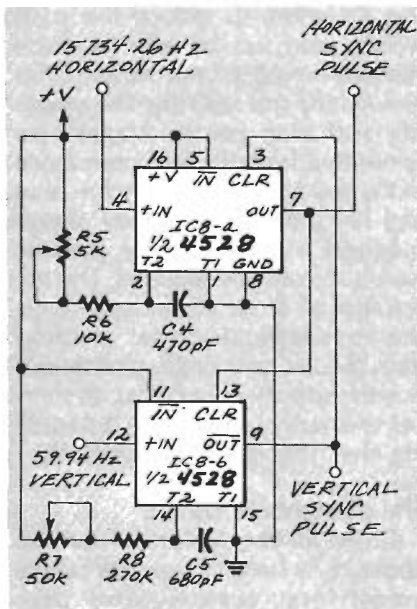 15734.26 Hz
HORIZONTAL
HORIZONTAL
SYNC
PULSE
+V
16 5 3
+V IN CLR
4 +IN OUT 7
IC8-a
1/2 4528
T2 T1 GND
2 1 8
R5
5K
R6
10K
C4
470pF
11 13
IN CLR
12 +IN OUT 9
IC8-b
1/2 4528
T2 T1
14 15
59.94 Hz
VERTICAL
R7
50K
R8
270K
C5
680pF
VERTICAL
SYNC
PULSE